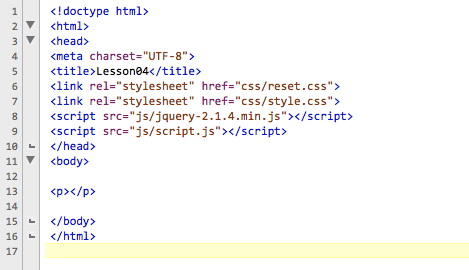 1 <!doctype html>
2 <html>
3 <head>
4 <meta charset="UTF-8">
5 <title>Lesson04</title>
6 <link rel="stylesheet" href="css/reset.css">
7 <link rel="stylesheet" href="css/style.css">
8 <script src="js/jquery-2.1.4.min.js"></script>
9 <script src="js/script.js"></script>
10 </head>
11 <body>
12
13 <p></p>
14
15 </body>
16 </html>
17